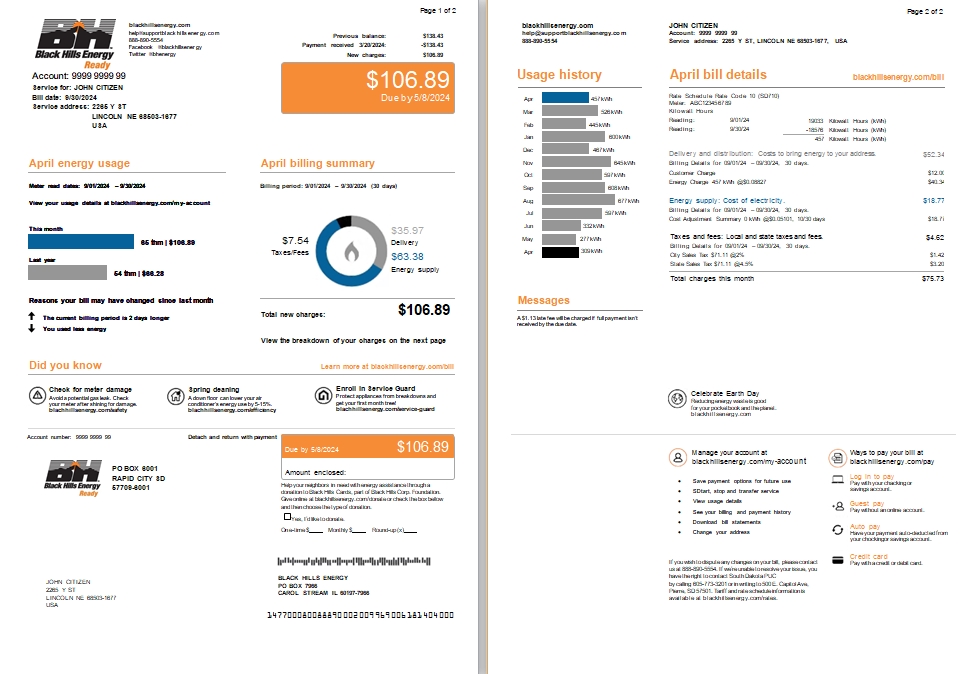 Page 1 of 2
BH
Black Hills Energy
Ready
blackhillsenergy.com
help@supportblackhillsenergy.com
888-890-5554
Facebook @blackhillsenergy
Twitter @bhenergy
Previous balance: $138.43
Payment received 3/20/2024: -$138.43
New charges: $106.89
$106.89
Due by 5/8/2024
Account: 9999 9999 99
Service for: JOHN CITIZEN
Bill date: 9/30/2024
Service address: 2265 Y ST
LINCOLN NE 68503-1677
USA
April energy usage
Meter read dates: 9/01/2024 – 9/30/2024
View your usage details at blackhillsenergy.com/my-account
This month
65 thm | $106.89
Last year
54 thm | $66.28
Reasons your bill may have changed since last month
The current billing period is 2 days longer
You used less energy
April billing summary
Billing period: 9/01/2024 – 9/30/2024 (30 days)
$7.54
Taxes/Fees
$35.97
Delivery
$63.38
Energy supply
Total new charges: $106.89
View the breakdown of your charges on the next page
Did you know
Learn more at blackhillsenergy.com/bill
Check for meter damage
Avoid a potential gas leak. Check
your meter after shining for damage.
blackhillsenergy.com/safety
Spring cleaning
A down floor can lower your air
conditioner's energy use by 5-15%.
blackhillsenergy.com/efficiency
Enroll in Service Guard
Protect appliances from breakdowns and
get your first month free!
blackhillsenergy.com/service-guard
Account number: 9999 9999 99
Detach and return with payment
Due by 5/8/2024 $106.89
Amount enclosed:
BH
Black Hills Energy
Ready
PO BOX 6001
RAPID CITY SD
57709-6001
Help your neighbors in need with energy assistance through a
donation to Black Hills Cards, part of Black Hills Corp. Foundation.
Give online at blackhillsenergy.com/donate or check the box below
and then choose the type of donation.
Yes, I'd like to donate.
One-time $____ Monthly $____ Round-up (x)____
BLACK HILLS ENERGY
PO BOX 7966
CAROL STREAM IL 60197-7966
JOHN CITIZEN
2265 Y ST
LINCOLN NE 68503-1677
USA
Page 2 of 2
blackhillsenergy.com
help@supportblackhillsenergy.com
888-890-5554
JOHN CITIZEN
Account: 9999 9999 99
Service address: 2265 Y ST, LINCOLN NE 68503-1677, USA
Usage history
Apr 457 kWh
Mar 526 kWh
Feb 445 kWh
Jan 600 kWh
Dec 467 kWh
Nov 645 kWh
Oct 597 kWh
Sep 608 kWh
Aug 677 kWh
Jul 597 kWh
Jun 332 kWh
May 277 kWh
Apr 309 kWh
Messages
A $1.13 late fee will be charged if full payment isn't
received by the due date.
April bill details
blackhillsenergy.com/bill
Rate Schedule Rate Code 10 (SD710)
Meter: ABC123456789
Kilowatt Hours
Reading: 9/01/24 19033 Kilowatt Hours (kWh)
Reading: 9/30/24 -18576 Kilowatt Hours (kWh)
457 Kilowatt Hours (kWh)
Delivery and distribution: Costs to bring energy to your address. $52.34
Billing Details for 09/01/24 – 09/30/24, 30 days.
Customer Charge $12.00
Energy Charge 457 kWh @$0.08827 $40.34
Energy supply: Cost of electricity. $18.77
Billing Details for 09/01/24 – 09/30/24, 30 days.
Cost Adjustment Summary 0 kWh @$0.05101, 10/30 days $18.77
Taxes and fees: Local and state taxes and fees. $4.62
Billing Details for 09/01/24 – 09/30/24, 30 days.
City Sales Tax $71.11 @2% $1.42
State Sales Tax $71.11 @4.5% $3.20
Total charges this month $75.73
Celebrate Earth Day
Reducing energy waste is good
for your pocketbook and the planet.
blackhillsenergy.com
Manage your account at
blackhillsenergy.com/my-account
• Save payment options for future use
• SDtart, stop and transfer service
• View usage details
• See your billing and payment history
• Download bill statements
• Change your address
Ways to pay your bill at
blackhillsenergy.com/pay
Log in to pay
Pay with your checking or
savings account.
Guest pay
Pay without an online account.
Auto pay
Have your payment auto-deducted from
your checking or savings account.
Credit card
Pay with a credit or debit card.
If you wish to dispute any changes on your bill, please contact
us at 888-890-5554. If we're unable to resolve your issue, you
have the right to contact South Dakota PUC
by calling 605-773-3201 or in writing to 500 E. Capitol Ave,
Pierre, SD 57501. Tariff and rate schedule information is
available at blackhillsenergy.com/rates.